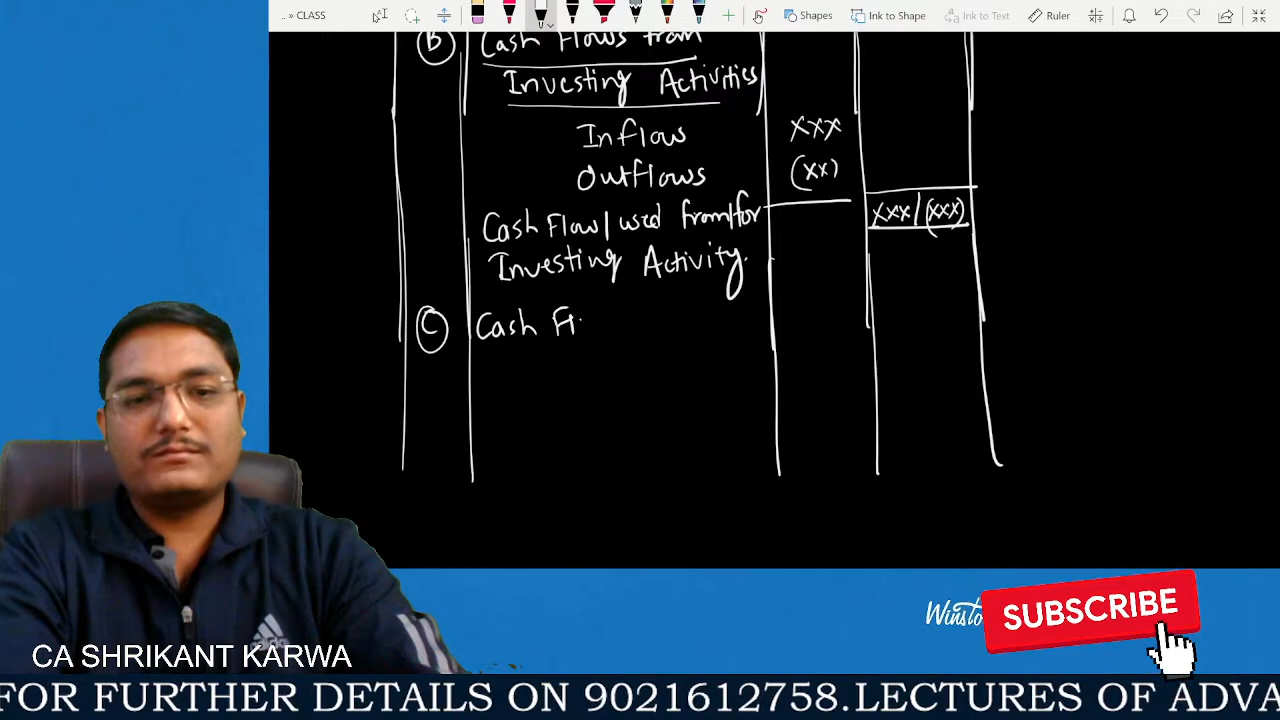 .. » CLASS
Shapes
Ink to Shape
Ink to Text
Ruler
B Cash Flows from
Investing Activities
Inflow xxx
Outflows (xx)
Cash Flow/used from/for xxx/(xxx)
Investing Activity.
C Cash Fl
SUBSCRIBE
CA SHRIKANT KARWA
FOR FURTHER DETAILS ON 9021612758.LECTURES OF ADVA